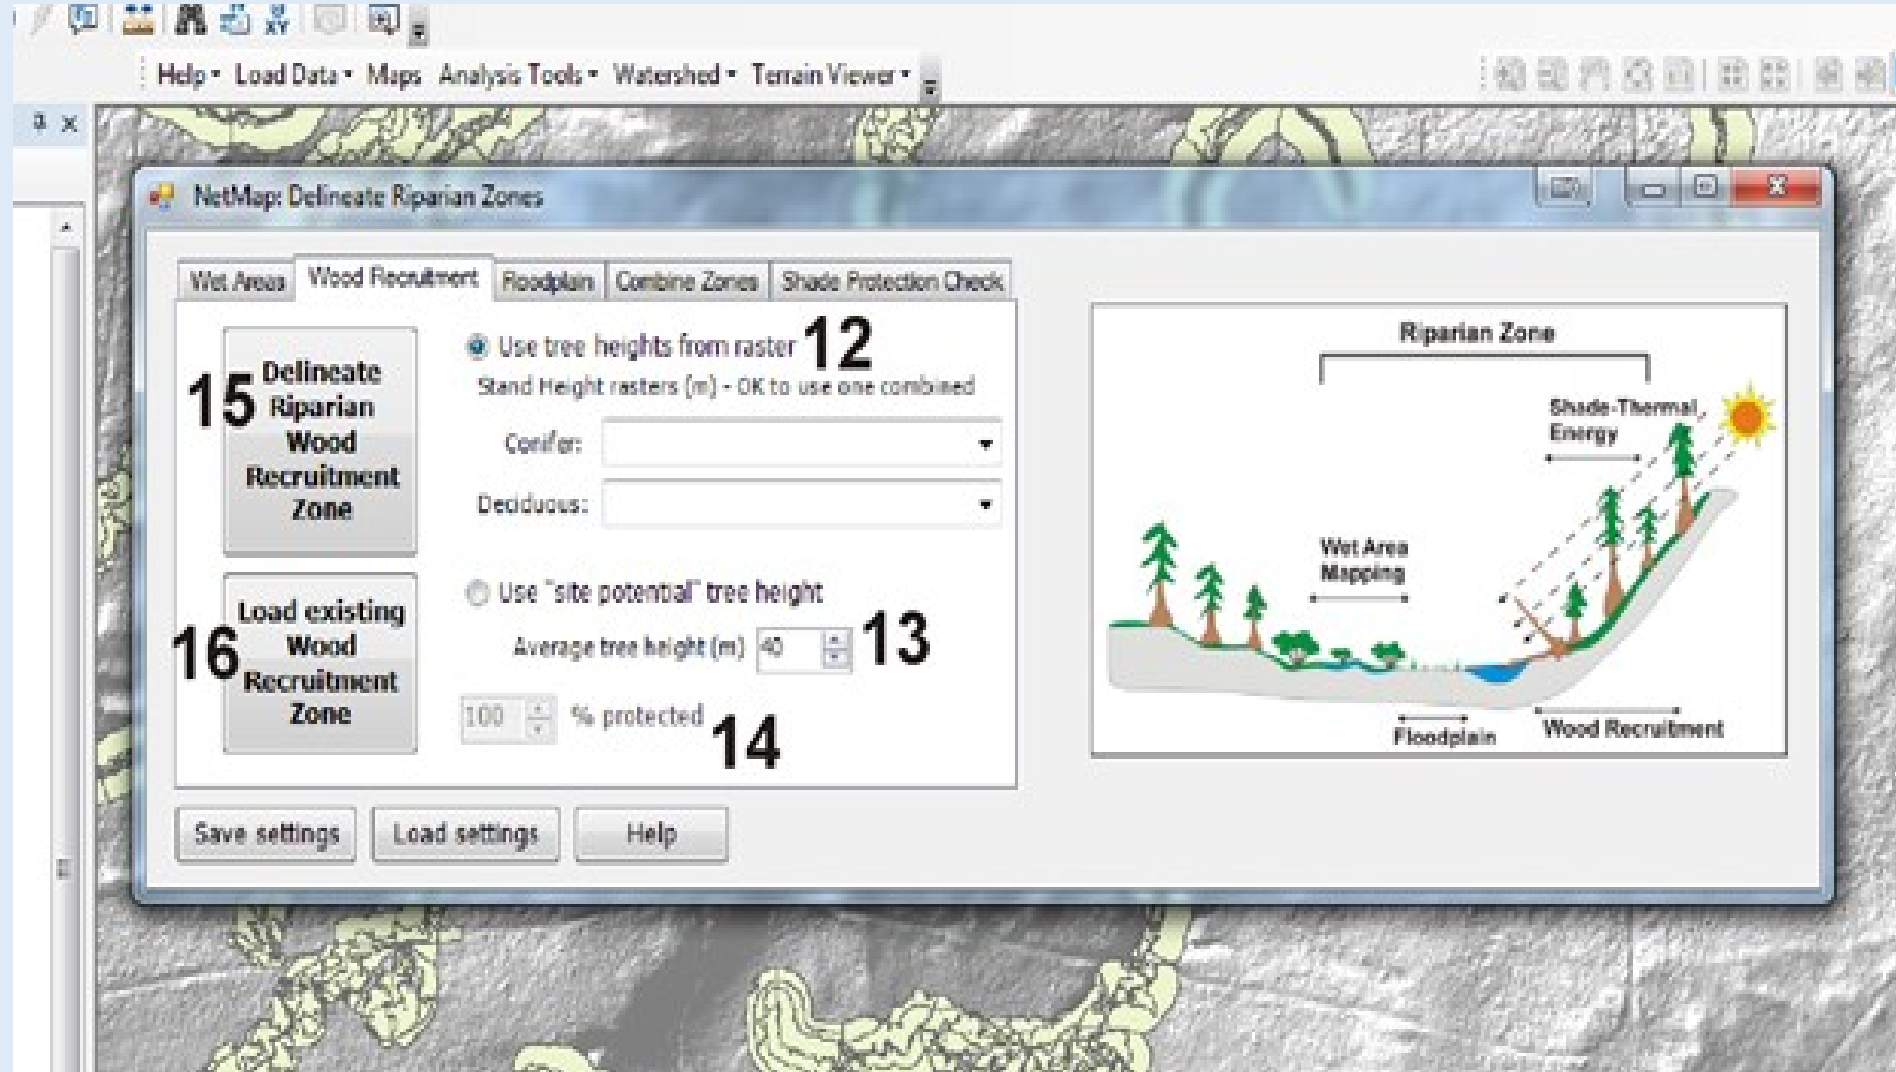 Help Load Data Maps Analysis Tools Watershed Terrain Viewer
NetMap: Delineate Riparian Zones
Wet Areas Wood Recruitment Floodplain Combine Zones Shade Protection Check
15
Delineate
Riparian
Wood
Recruitment
Zone
Use tree heights from raster 12
Stand Height rasters (m) - OK to use one combined
Conifer:
Deciduous:
16
Load existing
Wood
Recruitment
Zone
Use "site potential" tree height
Average tree height (m) 40 13
100 % protected 14
Save settings Load settings Help
Riparian Zone
Shade-Thermal
Energy
Wet Area
Mapping
Floodplain
Wood Recruitment